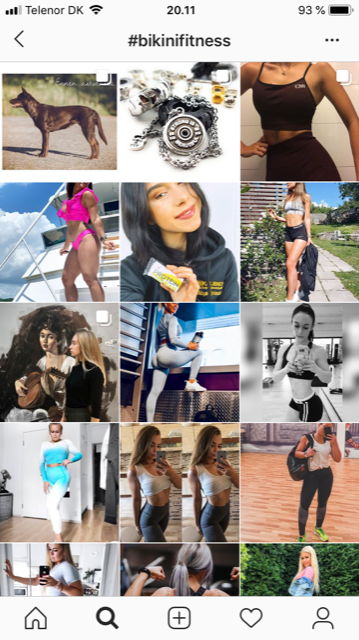 Telenor DK 20.11 93 %
#bikinifitness